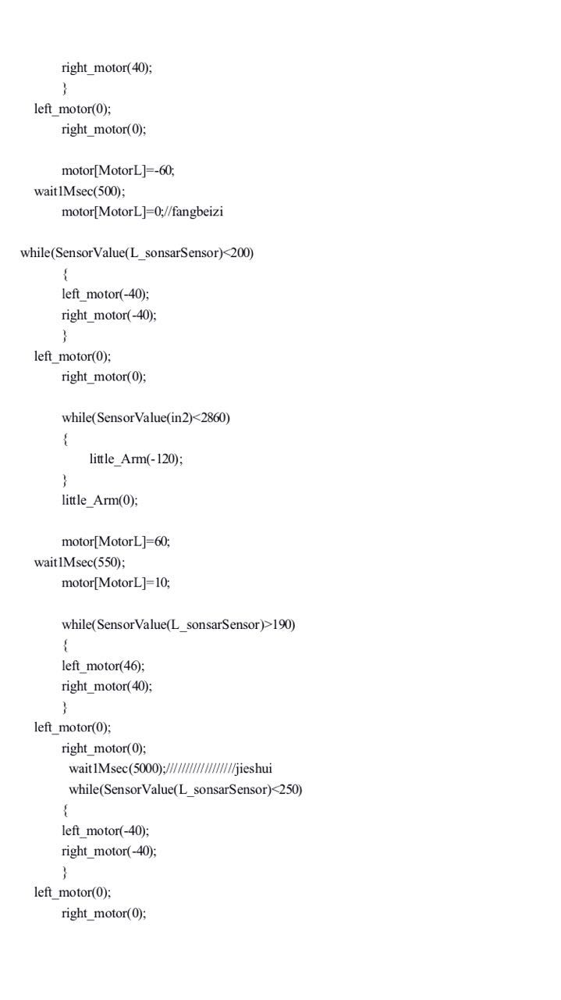 right_motor(40);
}
left_motor(0);
right_motor(0);
motor[MotorL]=-60;
wait1Msec(500);
motor[MotorL]=0;//fangbeizi
while(SensorValue(L_sonsarSensor)<200)
{
left_motor(-40);
right_motor(-40);
}
left_motor(0);
right_motor(0);
while(SensorValue(in2)<2860)
{
little_Arm(-120);
}
little_Arm(0);
motor[MotorL]=60;
wait1Msec(550);
motor[MotorL]=10;
while(SensorValue(L_sonsarSensor)>190)
{
left_motor(46);
right_motor(40);
}
left_motor(0);
right_motor(0);
wait1Msec(5000);//////////////////jieshui
while(SensorValue(L_sonsarSensor)<250)
{
left_motor(-40);
right_motor(-40);
}
left_motor(0);
right_motor(0);